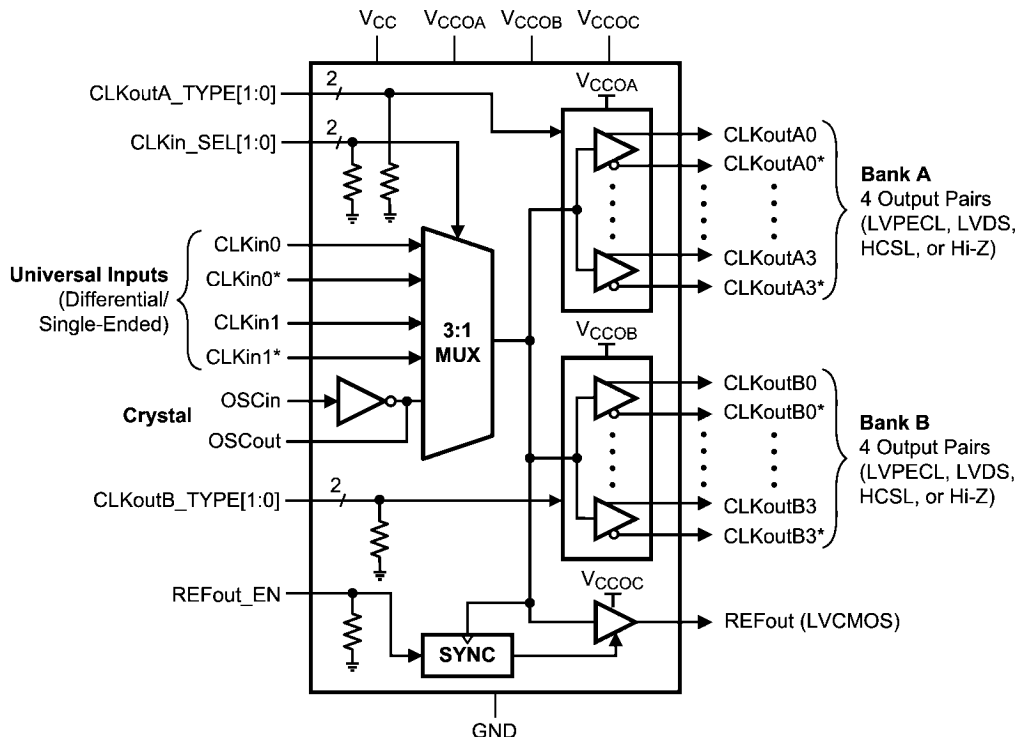 VCC VCCOA VCCOB VCCOC
CLKoutA_TYPE[1:0]
2
CLKin_SEL[1:0]
2
Universal Inputs
(Differential/
Single-Ended)
CLKin0
CLKin0*
CLKin1
CLKin1*
Crystal
OSCin
OSCout
3:1
MUX
CLKoutB_TYPE[1:0]
2
REFout_EN
SYNC
VCCOA
CLKoutA0
CLKoutA0*
CLKoutA3
CLKoutA3*
Bank A
4 Output Pairs
(LVPECL, LVDS,
HCSL, or Hi-Z)
VCCOB
CLKoutB0
CLKoutB0*
CLKoutB3
CLKoutB3*
Bank B
4 Output Pairs
(LVPECL, LVDS,
HCSL, or Hi-Z)
VCCOC
REFout (LVCMOS)
GND